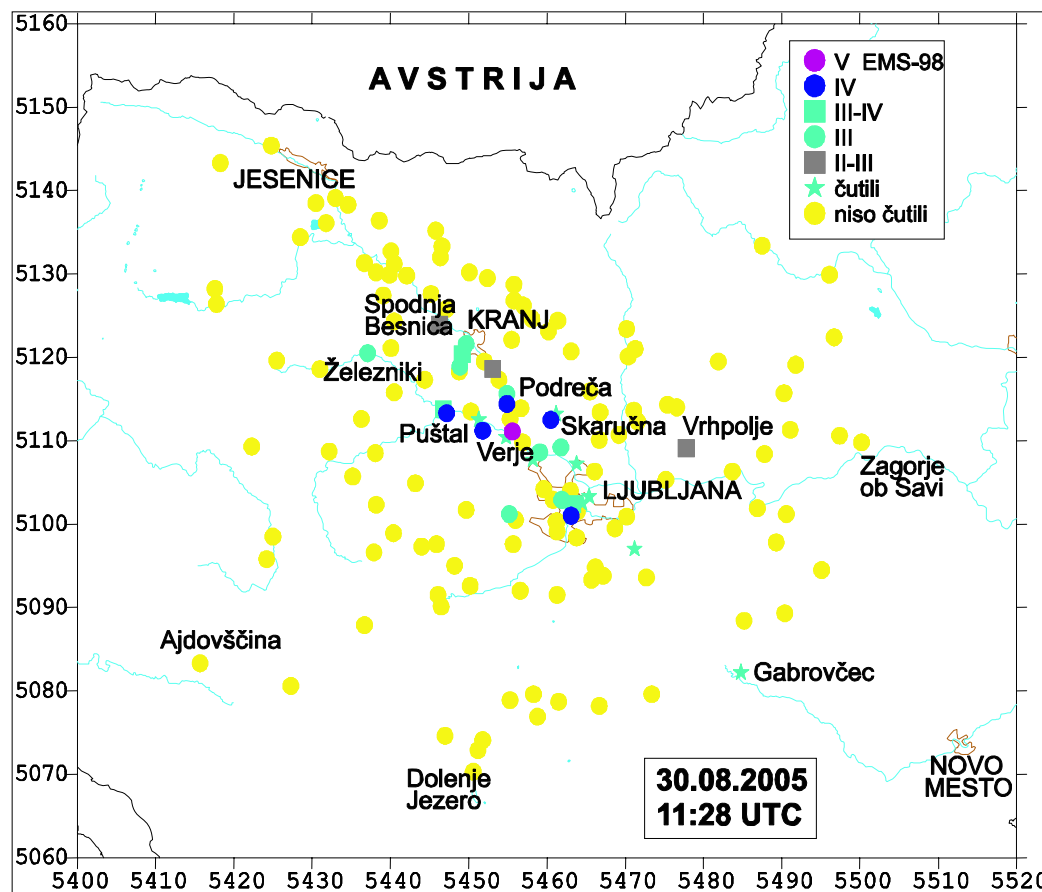 AVSTRIJA
V EMS-98
IV
III-IV
III
II-III
čutili
niso čutili
JESENICE
Spodnja
Besnica
KRANJ
Železniki
Podreča
Puštal
Skaručna
Vrhpolje
Verje
Zagorje
ob Savi
LJUBLJANA
Ajdovščina
Gabrovčec
Dolenje
Jezero
NOVO
MESTO
30.08.2005
11:28 UTC
5160
5150
5140
5130
5120
5110
5100
5090
5080
5070
5060
5400 5410 5420 5430 5440 5450 5460 5470 5480 5490 5500 5510 5520